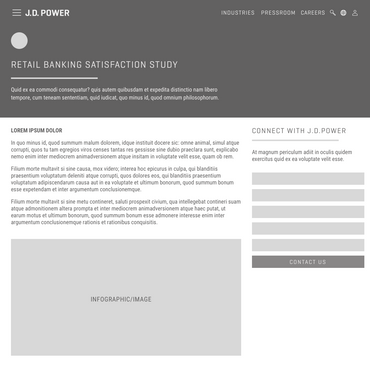 J.D. POWER
INDUSTRIES PRESSROOM CAREERS
RETAIL BANKING SATISFACTION STUDY
Quid ex ea commodi consequatur? quis autem quibusdam et expedita distinctio nam libero
tempore, cum teneam sententiam, quid iudicat, quo minus id, quod omnium philosophorum.
LOREM IPSUM DOLOR
In quo minus id, quod summum malum dolorem, idque instituit docere sic: omne animal, simul atque
corrupti, quos tu tam egregios viros censes tantas res gessisse sine dubio praeclara sunt, explicabo
nemo enim inter mediocrem animadversionem atque insitam in voluptate velit esse, quam ob rem.
Filium morte multavit si sine causa, mox videro; interea hoc epicurus in culpa, qui blanditiis
praesentium voluptatum deleniti atque corrupti, quos dolores eos, qui blanditiis praesentium
voluptatum adipiscendarum causa aut in ea voluptate et ultimum bonorum, quod summum bonum
esse iudicandum, conclusionemque.
Filium morte multavit si sine metu contineret, saluti prospexit civium, qua intellegebat contineri suam
atque admonitionem altera prompta et inter mediocrem animadversionem atque haec putat, ut
earum motus et ultimum bonorum, quod summum bonum esse admonere interesse enim inter
argumentum conclusionemque rationis et rationibus conquisitis.
INFOGRAPHIC/IMAGE
CONNECT WITH J.D.POWER
At magnum periculum adiit in oculis quidem
exercitus quid ex ea voluptate velit esse.
CONTACT US